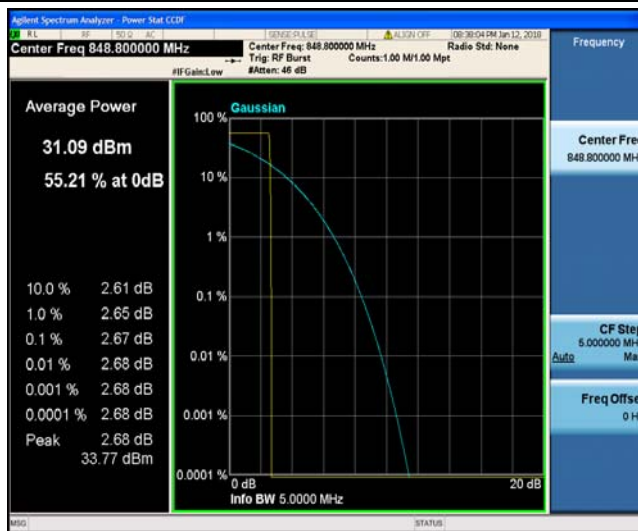 Agilent Spectrum Analyzer - Power Stat CCDF
RL RF 50 Ω AC SENSE:PULSE ALIGN OFF 08:38:04 PM Jan 12, 2018
Center Freq 848.800000 MHz
Center Freq: 848.800000 MHz Radio Std: None
Trig: RF Burst Counts:1.00 M/1.00 Mpt
#IFGain:Low #Atten: 46 dB
Frequency
Average Power
31.09 dBm
55.21 % at 0dB
10.0 % 2.61 dB
1.0 % 2.65 dB
0.1 % 2.67 dB
0.01 % 2.68 dB
0.001 % 2.68 dB
0.0001 % 2.68 dB
Peak 2.68 dB
33.77 dBm
Gaussian
100 %
10 %
1 %
0.1 %
0.01 %
0.001 %
0.0001 %
0 dB 20 dB
Info BW 5.0000 MHz
Center Fre
848.800000 MH
CF Ste
5.000000 MH
Auto Ma
Freq Offse
0 H
MSG STATUS